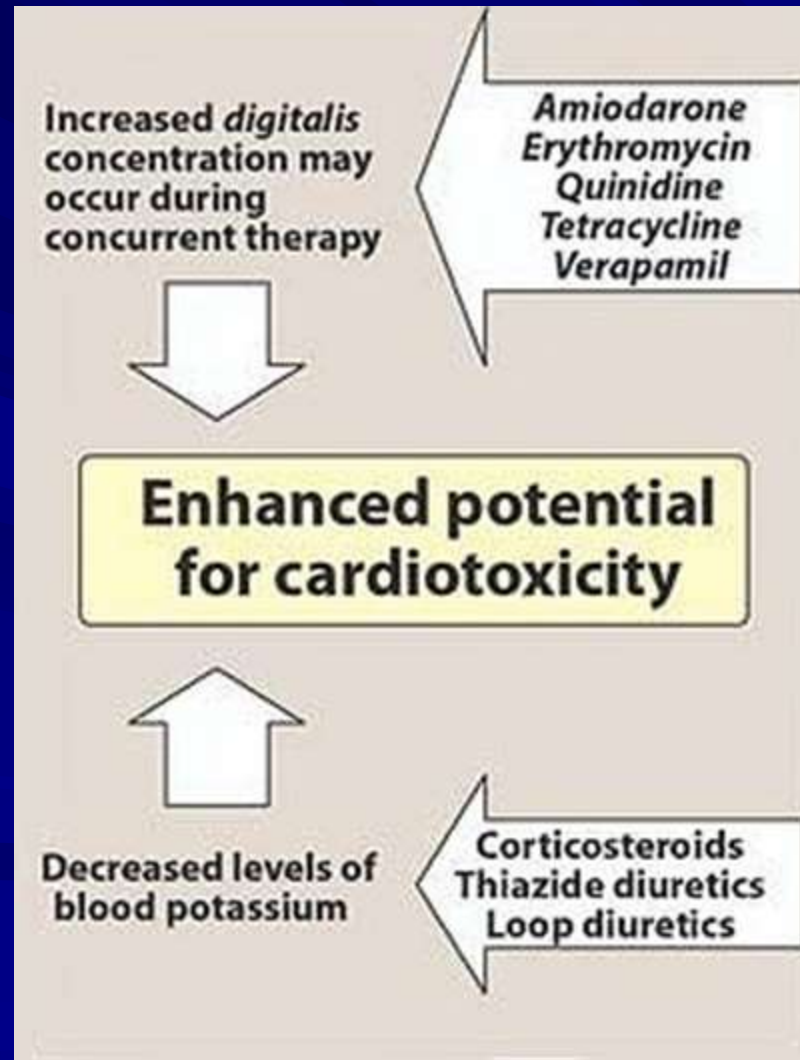 Increased digitalis
concentration may
occur during
concurrent therapy
Amiodarone
Erythromycin
Quinidine
Tetracycline
Verapamil
Enhanced potential
for cardiotoxicity
Decreased levels of
blood potassium
Corticosteroids
Thiazide diuretics
Loop diuretics